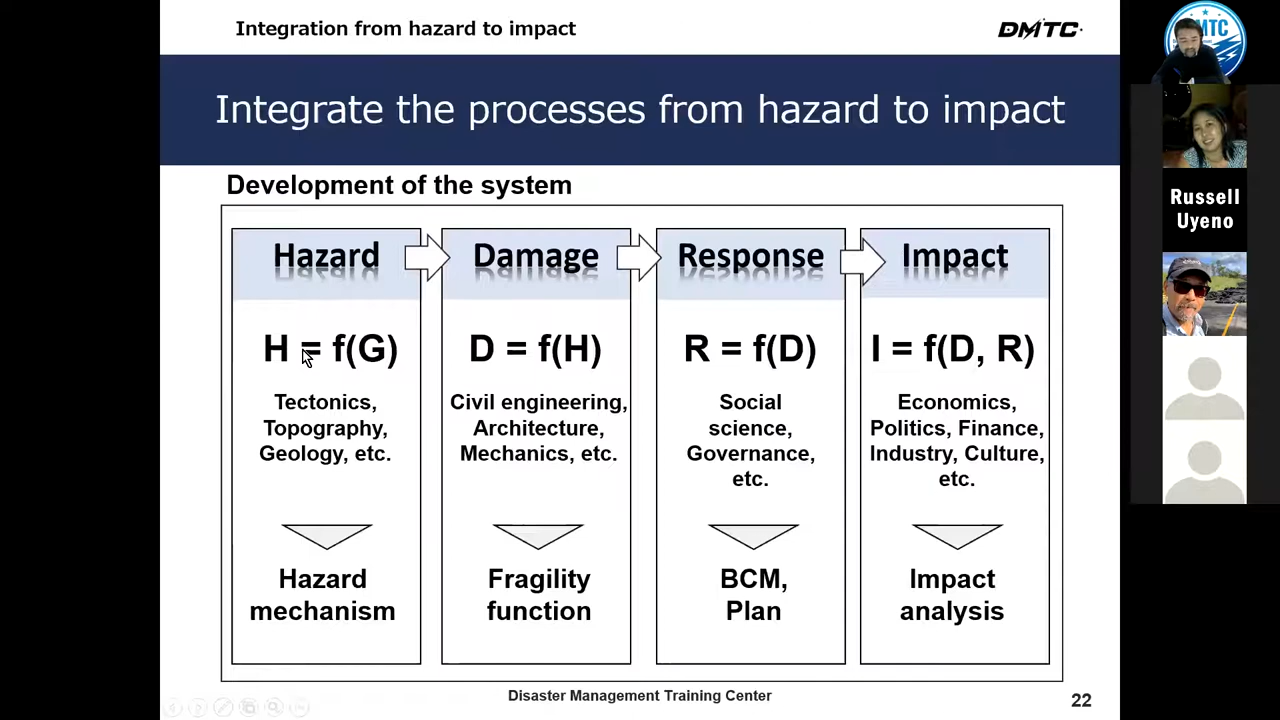 Integration from hazard to impact
DMTC
Integrate the processes from hazard to impact
Development of the system
Hazard
H = f(G)
Tectonics,
Topography,
Geology, etc.
Hazard
mechanism
Damage
D = f(H)
Civil engineering,
Architecture,
Mechanics, etc.
Fragility
function
Response
R = f(D)
Social
science,
Governance,
etc.
BCM,
Plan
Impact
I = f(D, R)
Economics,
Politics, Finance,
Industry, Culture,
etc.
Impact
analysis
Disaster Management Training Center
22
Russell
Uyeno